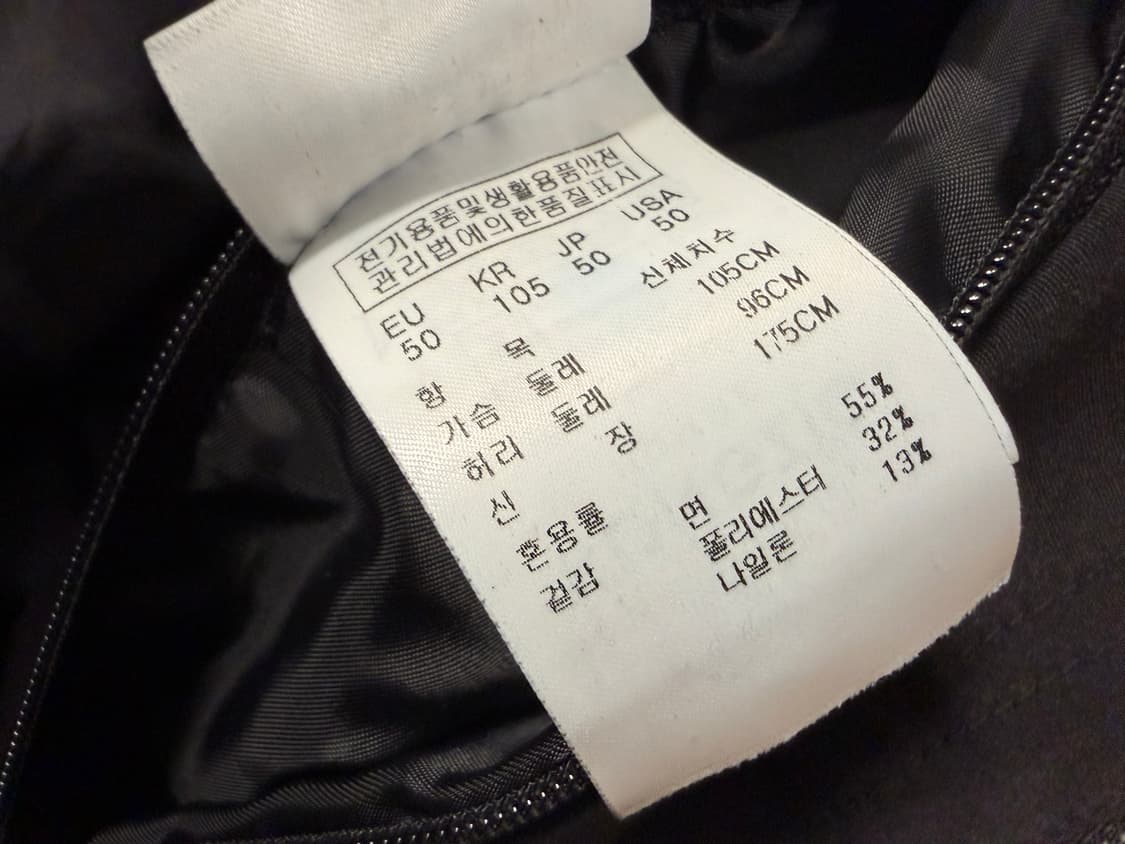 전기용품및생활용품안전
관리법에의한품질표시
EU KR JP USA
50 105 50 50
항 목 신체치수
가슴 둘레 105CM
허리 둘레 96CM
신 장 175CM
혼용률 면 55%
겉감 폴리에스터 32%
나일론 13%